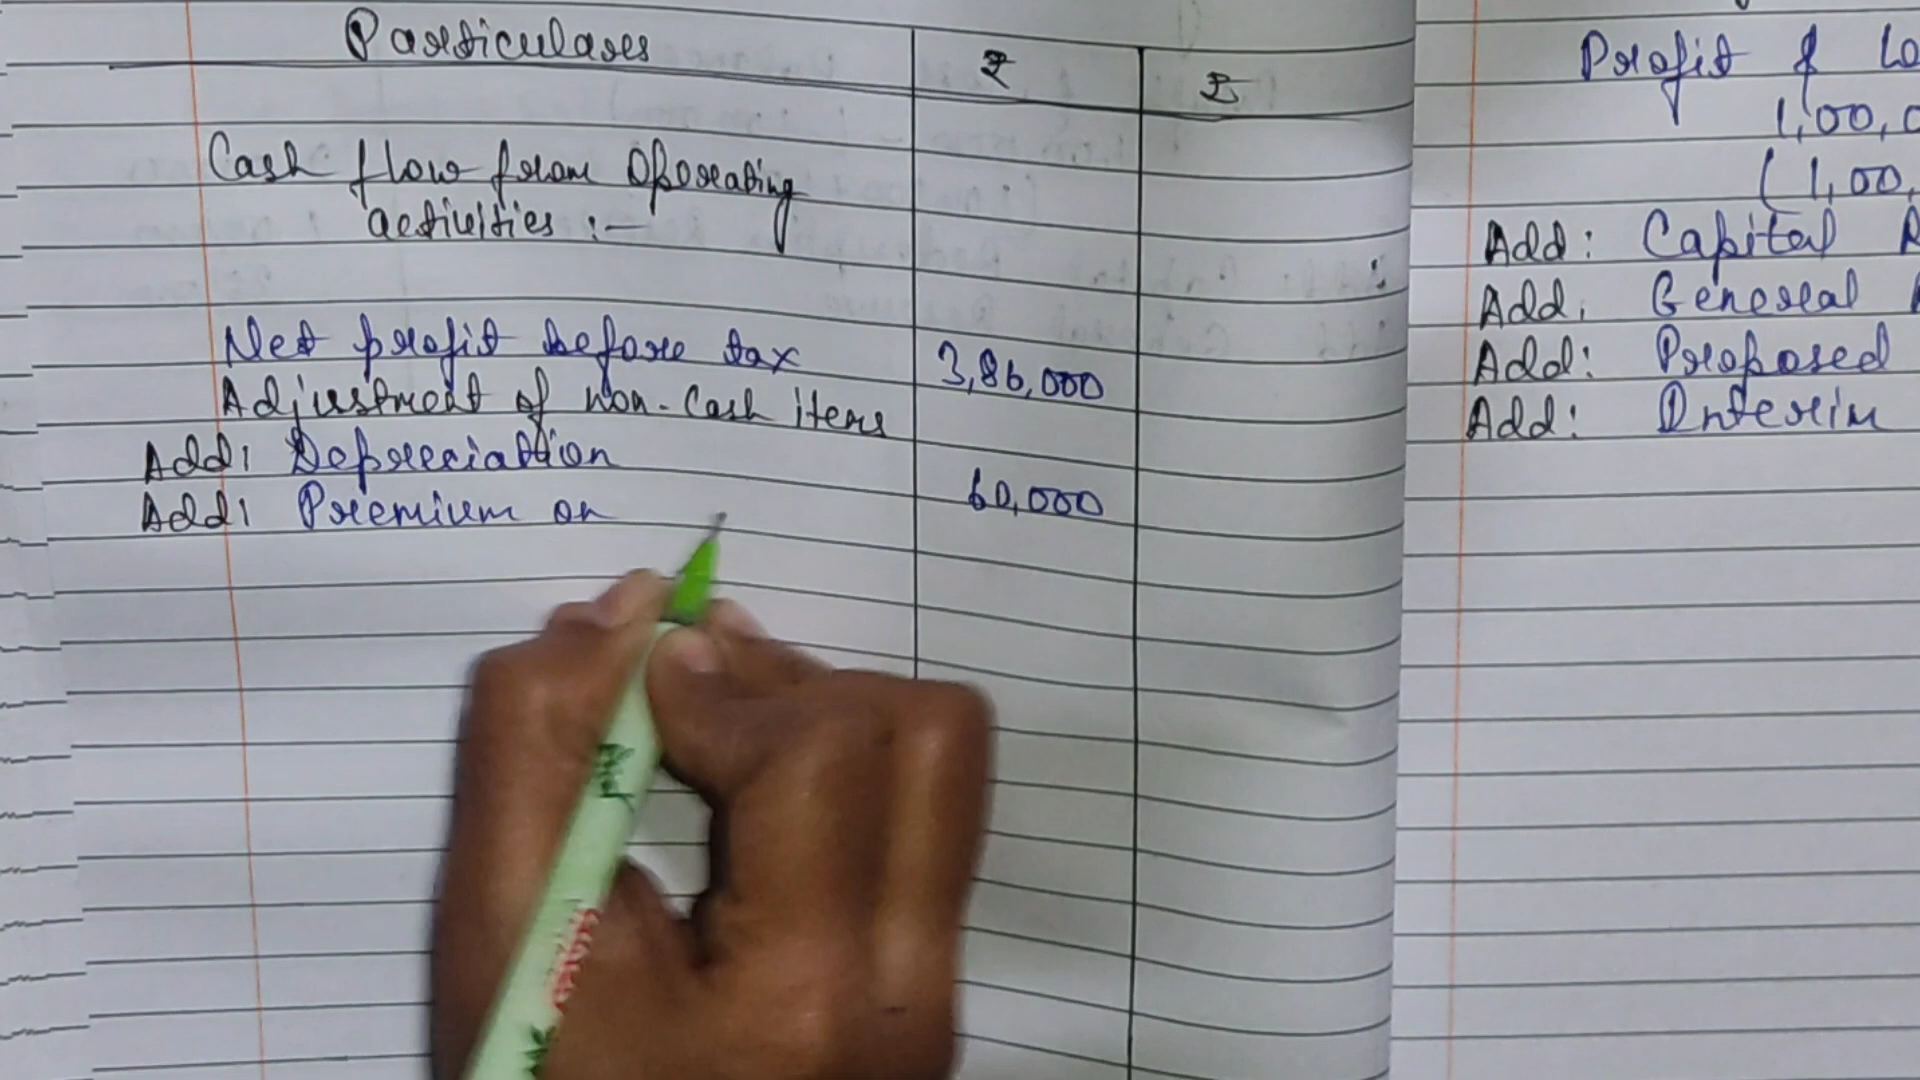 Particulars ₹ ₹
Cash flow from Operating
activities :-
Net profit before tax 3,86,000
Adjustment of non-cash items
Add: Depreciation 60,000
Add: Premium on
Profit & Lo
1,00,0
(1,00,
Add: Capital R
Add: General R
Add: Proposed
Add: Interim